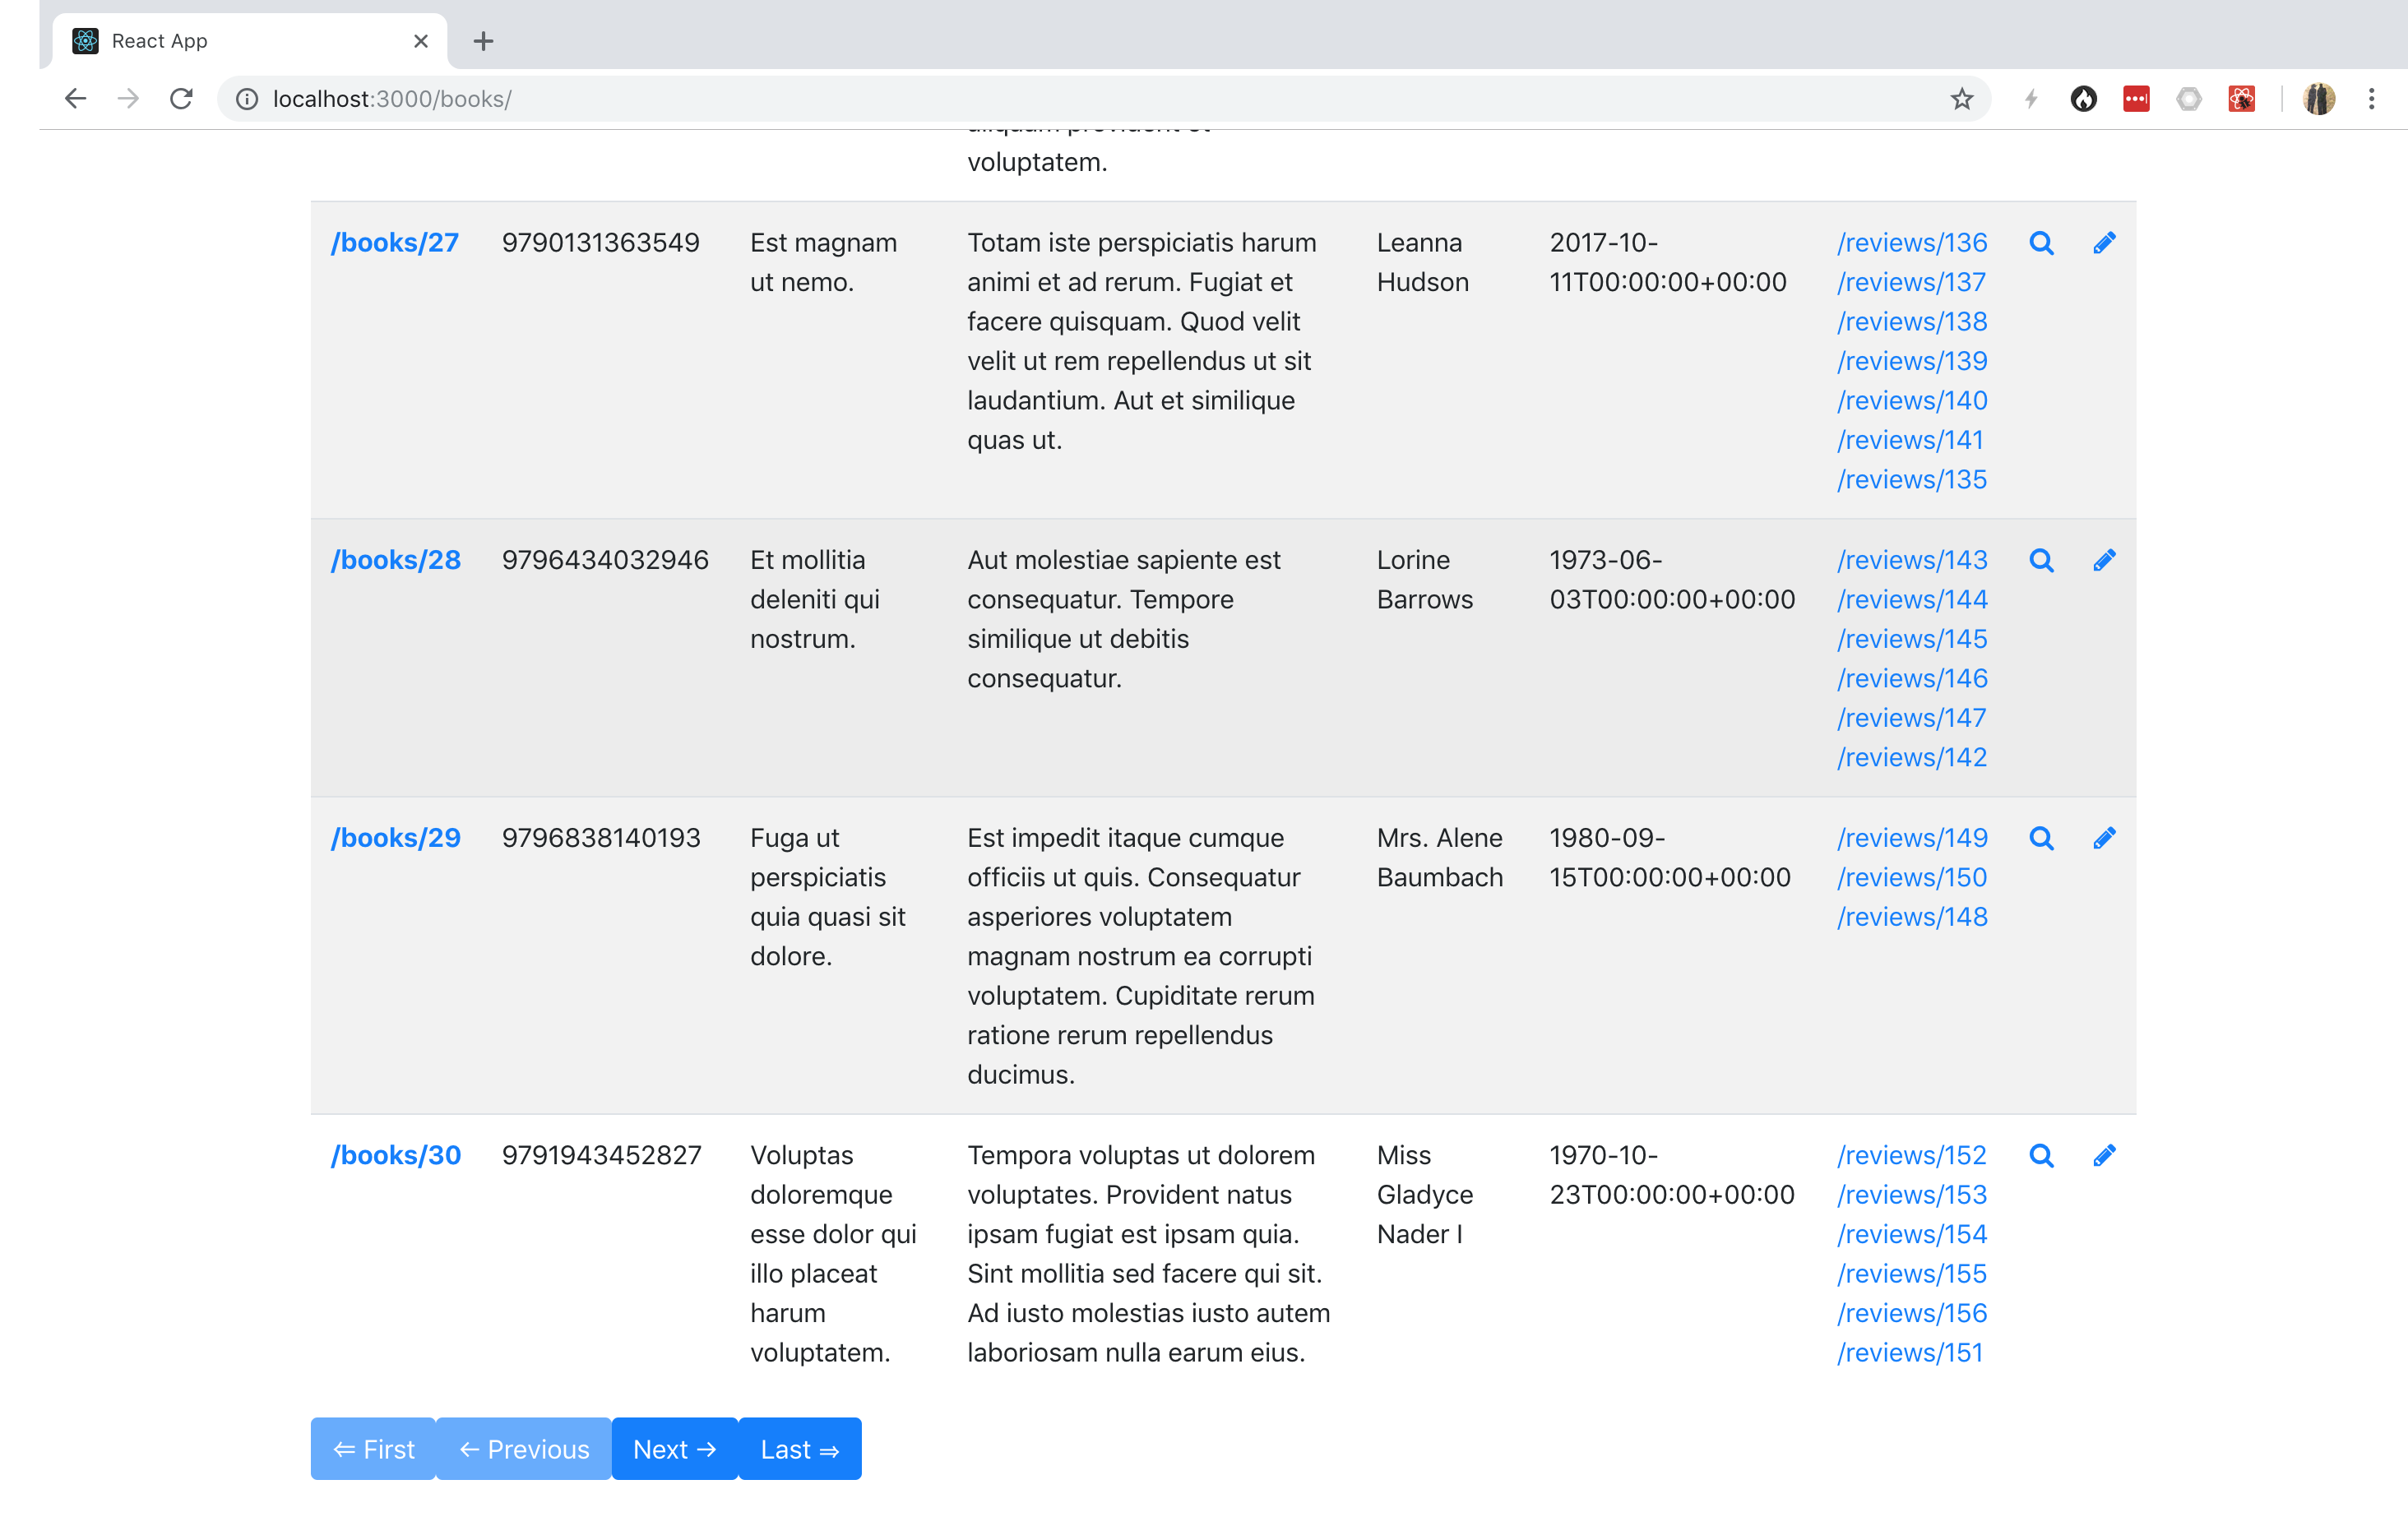 React App
localhost:3000/books/
voluptatem.
/books/27
9790131363549
Est magnam
ut nemo.
Totam iste perspiciatis harum
animi et ad rerum. Fugiat et
facere quisquam. Quod velit
velit ut rem repellendus ut sit
laudantium. Aut et similique
quas ut.
Leanna
Hudson
2017-10-
11T00:00:00+00:00
/reviews/136
/reviews/137
/reviews/138
/reviews/139
/reviews/140
/reviews/141
/reviews/135
/books/28
9796434032946
Et mollitia
deleniti qui
nostrum.
Aut molestiae sapiente est
consequatur. Tempore
similique ut debitis
consequatur.
Lorine
Barrows
1973-06-
03T00:00:00+00:00
/reviews/143
/reviews/144
/reviews/145
/reviews/146
/reviews/147
/reviews/142
/books/29
9796838140193
Fuga ut
perspiciatis
quia quasi sit
dolore.
Est impedit itaque cumque
officiis ut quis. Consequatur
asperiores voluptatem
magnam nostrum ea corrupti
voluptatem. Cupiditate rerum
ratione rerum repellendus
ducimus.
Mrs. Alene
Baumbach
1980-09-
15T00:00:00+00:00
/reviews/149
/reviews/150
/reviews/148
/books/30
9791943452827
Voluptas
doloremque
esse dolor qui
illo placeat
harum
voluptatem.
Tempora voluptas ut dolorem
voluptates. Provident natus
ipsam fugiat est ipsam quia.
Sint mollitia sed facere qui sit.
Ad iusto molestias iusto autem
laboriosam nulla earum eius.
Miss
Gladyce
Nader I
1970-10-
23T00:00:00+00:00
/reviews/152
/reviews/153
/reviews/154
/reviews/155
/reviews/156
/reviews/151
⇐ First
← Previous
Next →
Last ⇒